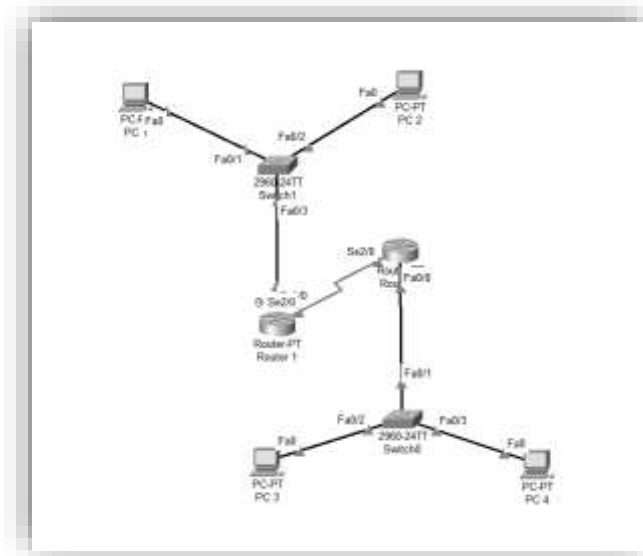 Fa0
PC-PT
PC 2
Fa0
PC 1
Fa0/2
Fa0/1
2960-24TT
Switch1
Fa0/3
Se2/0
Fa0/0
Se2/0
Router-PT
Router 1
Fa0/1
Fa0/2
Fa0/3
2960-24TT
Fa0
Fa0
PC-PT
PC 3
PC-PT
PC 4